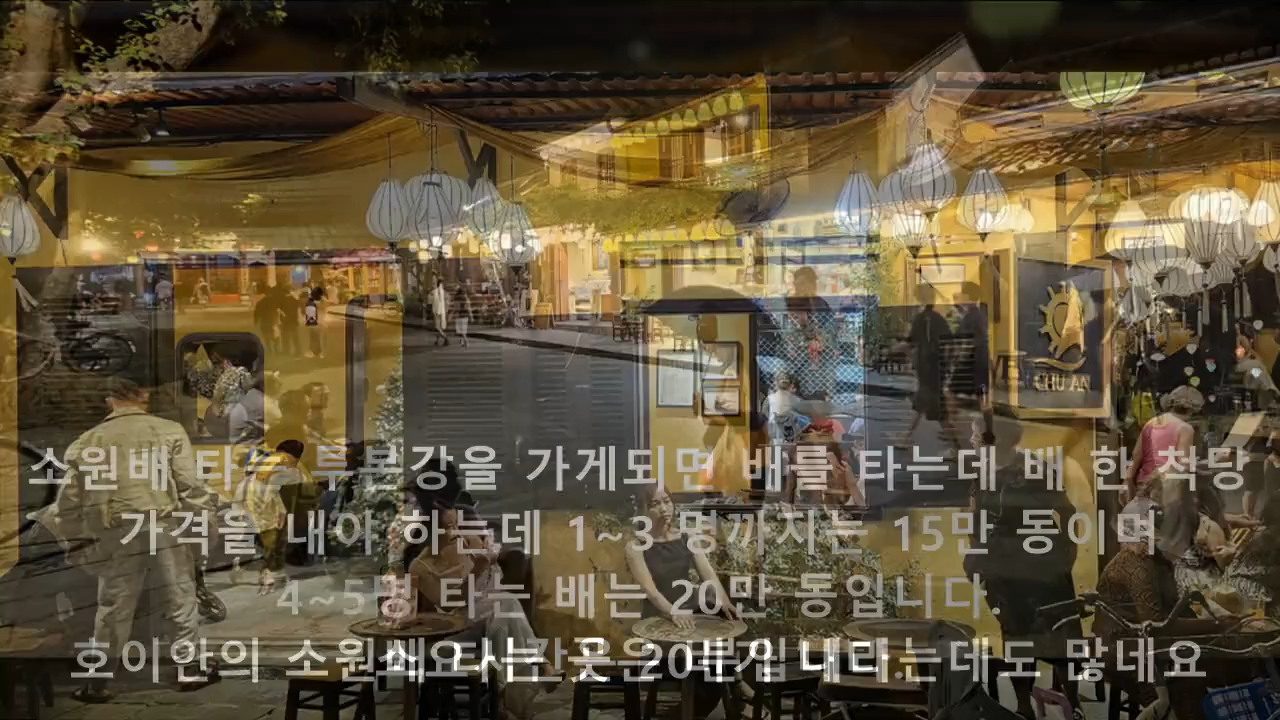 CHU AN
소원배 타는 투본강을 가게되면 배를 타는데 배 한 척당
가격을 내야 하는데 1~3 명까지는 15만 동이며
4~5명 타는 배는 20만 동입니다.
호이안의 많네요